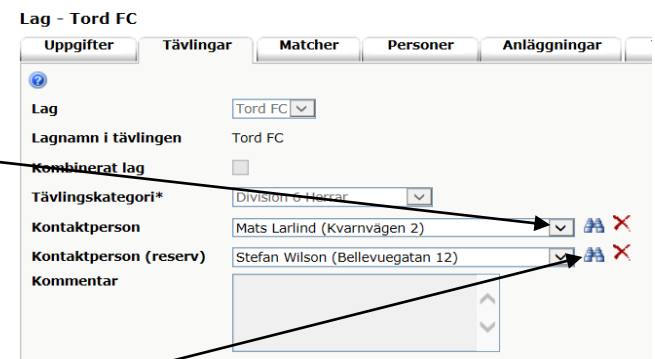 Lag - Tord FC
Uppgifter Tävlingar Matcher Personer Anläggningar
Lag Tord FC
Lagnamn i tävlingen Tord FC
Kombinerat lag
Tävlingskategori* Division 6 Herrar
Kontaktperson Mats Larlind (Kvarnvägen 2)
Kontaktperson (reserv) Stefan Wilson (Bellevuegatan 12)
Kommentar